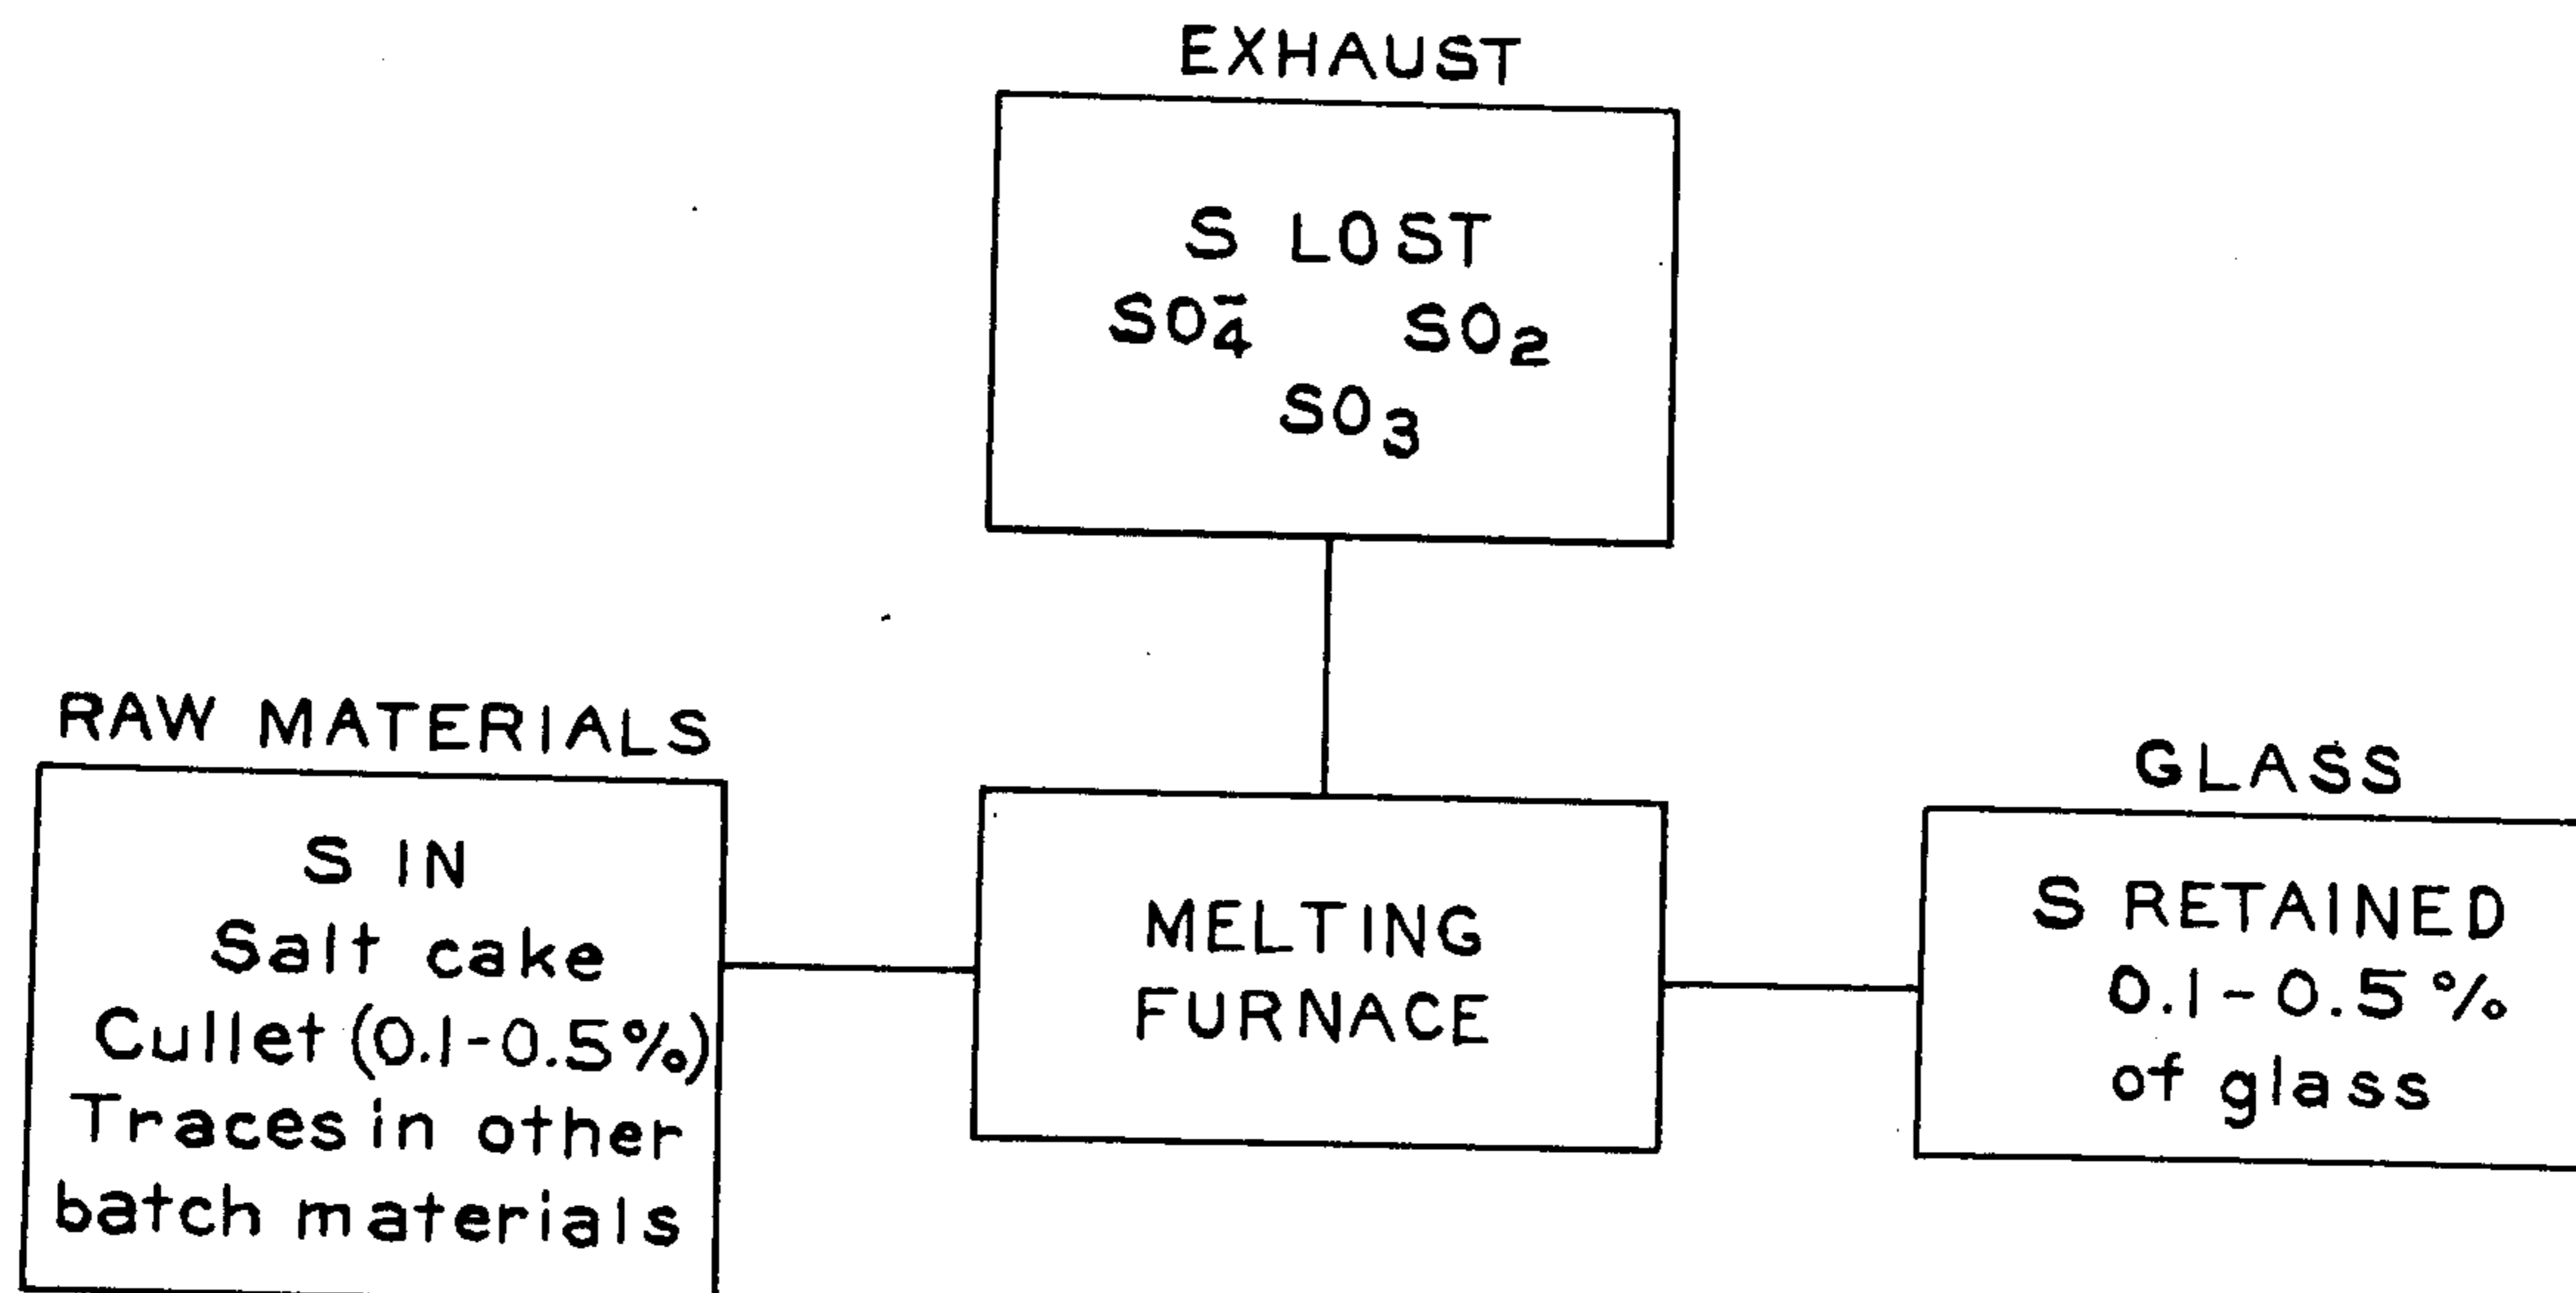 EXHAUST
S LOST
SO₄⁻ SO₂
SO₃
RAW MATERIALS
S IN
Salt cake
Cullet (0.1-0.5%)
Traces in other
batch materials
MELTING
FURNACE
GLASS
S RETAINED
0.1-0.5%
of glass